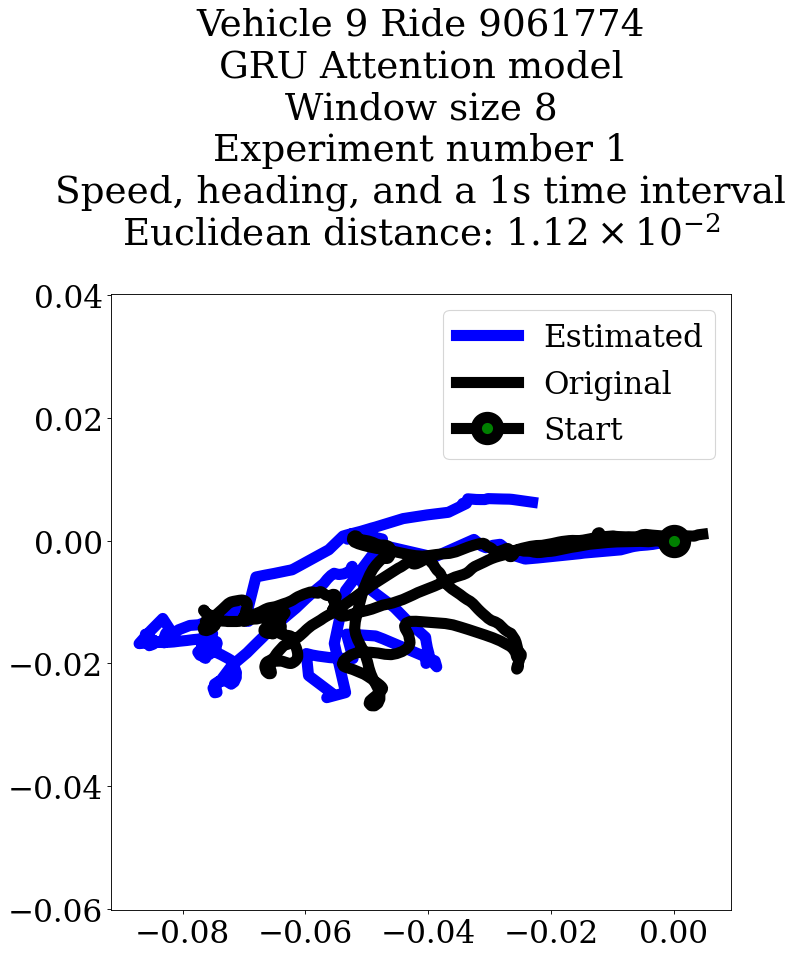 Vehicle 9 Ride 9061774
GRU Attention model
Window size 8
Experiment number 1
Speed, heading, and a 1s time interval
Euclidean distance: 1.12 × 10⁻²
0.04
0.02
0.00
−0.02
−0.04
−0.06
Estimated
Original
Start
−0.08 −0.06 −0.04 −0.02 0.00